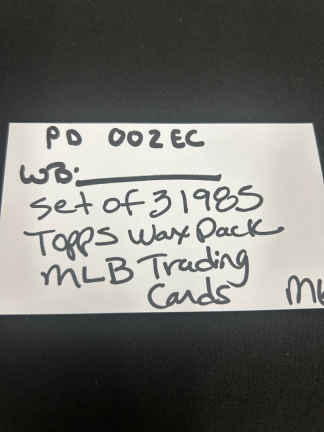 PD 002EC
WB:
Set of 3 1985
Topps Wax Pack
MLB Trading
Cards